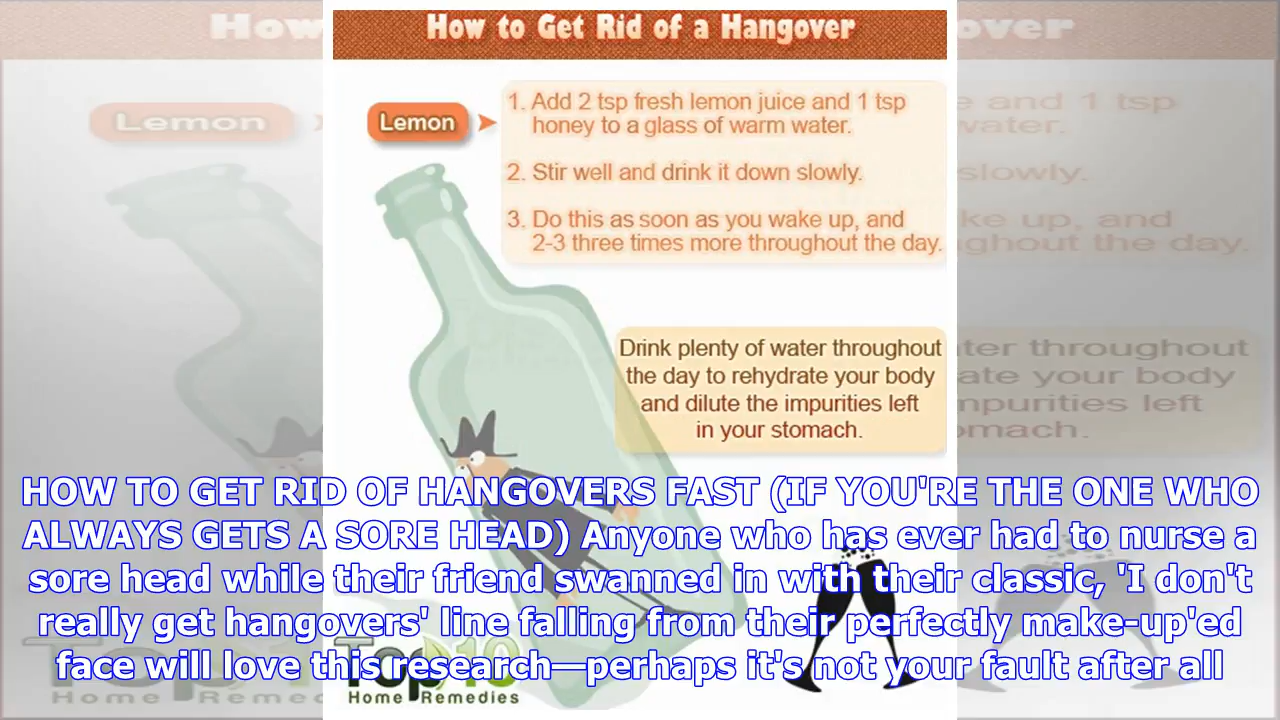 How to Get Rid of a Hangover
Lemon
1. Add 2 tsp fresh lemon juice and 1 tsp
honey to a glass of warm water.
2. Stir well and drink it down slowly.
3. Do this as soon as you wake up, and
2-3 three times more throughout the day.
Drink plenty of water throughout
the day to rehydrate your body
and dilute the impurities left
in your stomach.
HOW TO GET RID OF HANGOVERS FAST (IF YOU'RE THE ONE WHO
ALWAYS GETS A SORE HEAD) Anyone who has ever had to nurse a
sore head while their friend swanned in with their classic, 'I don't
really get hangovers' line falling from their perfectly make-up'ed
face will love this research—perhaps it's not your fault after all
Top 10
Home Remedies